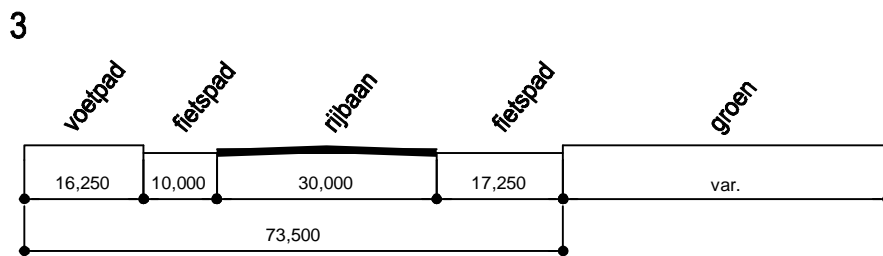 3
voetpad fietspad rijbaan fietspad groen
16,250 10,000 30,000 17,250 var.
73,500